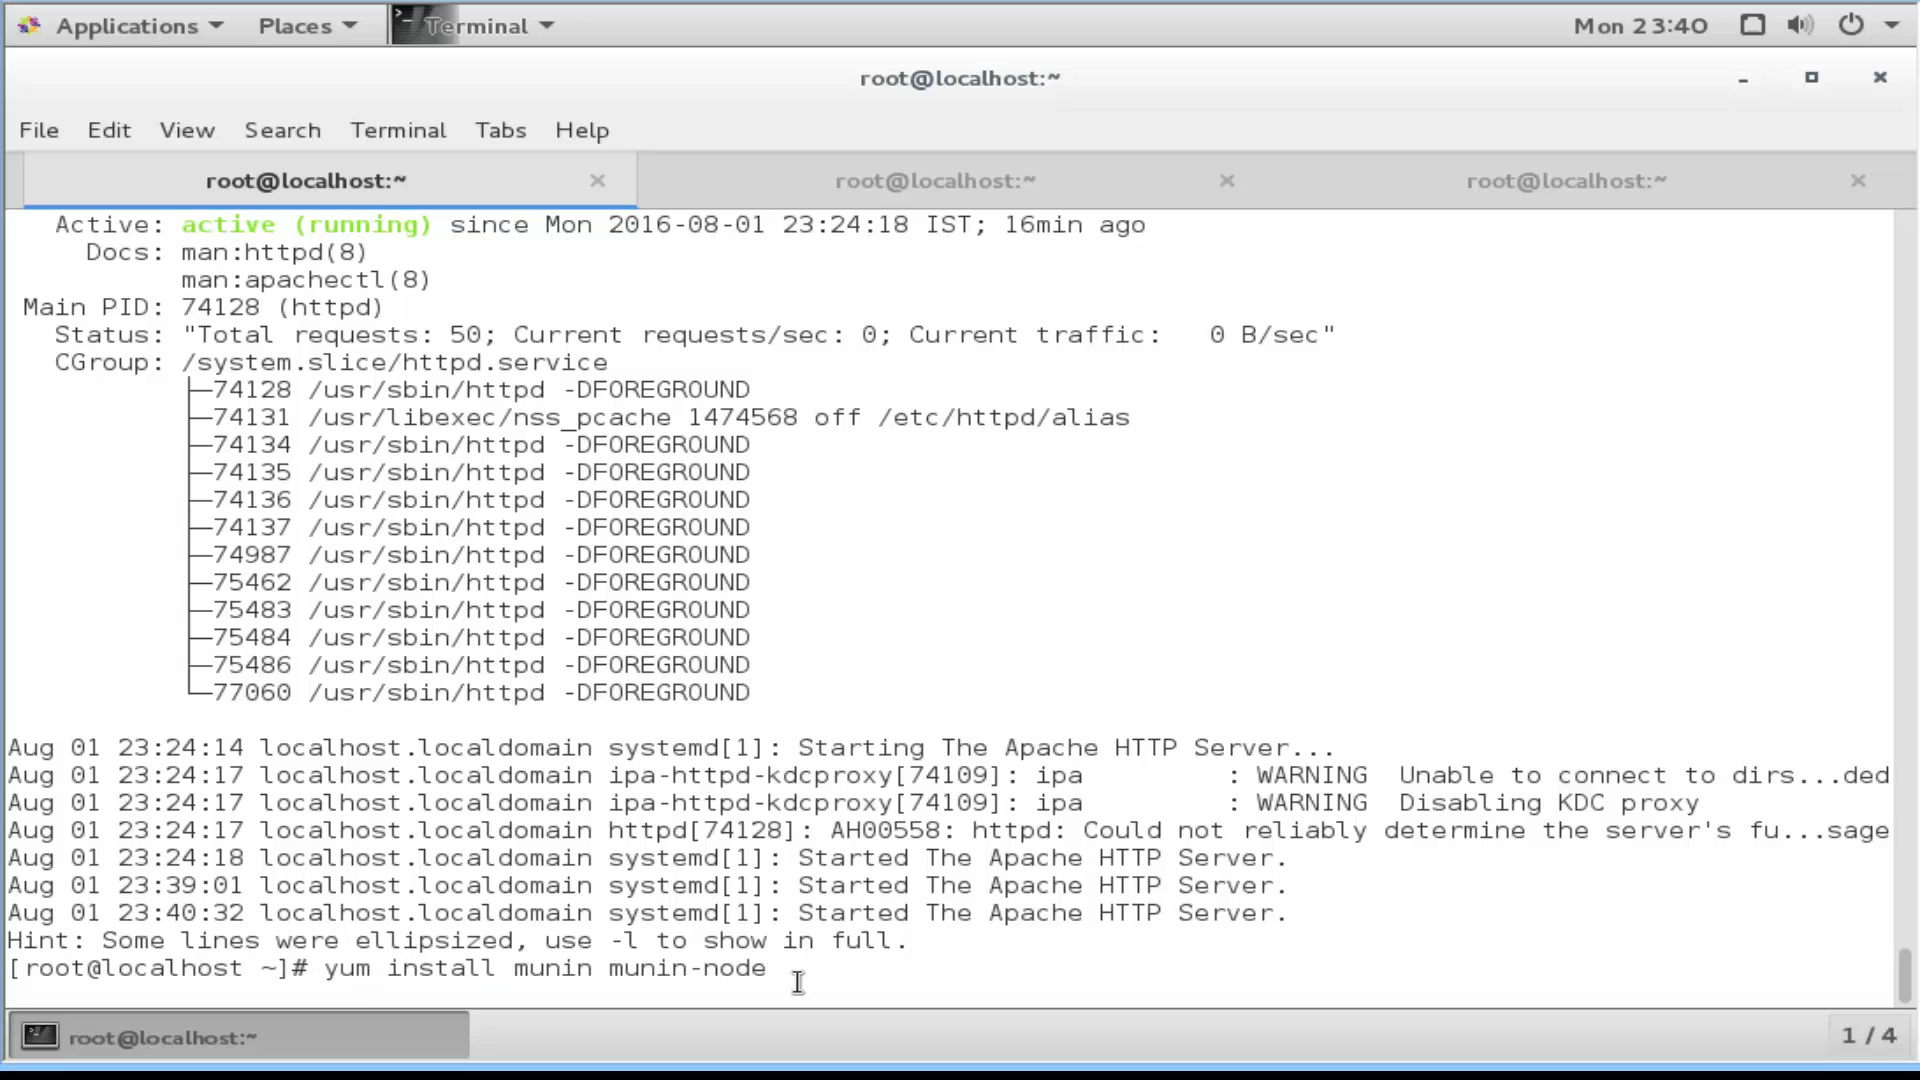 Applications Places Terminal Mon 23:40
root@localhost:~
File Edit View Search Terminal Tabs Help
root@localhost:~ root@localhost:~ root@localhost:~
Active: active (running) since Mon 2016-08-01 23:24:18 IST; 16min ago
Docs: man:httpd(8)
man:apachectl(8)
Main PID: 74128 (httpd)
Status: "Total requests: 50; Current requests/sec: 0; Current traffic:   0 B/sec"
CGroup: /system.slice/httpd.service
├─74128 /usr/sbin/httpd -DFOREGROUND
├─74131 /usr/libexec/nss_pcache 1474568 off /etc/httpd/alias
├─74134 /usr/sbin/httpd -DFOREGROUND
├─74135 /usr/sbin/httpd -DFOREGROUND
├─74136 /usr/sbin/httpd -DFOREGROUND
├─74137 /usr/sbin/httpd -DFOREGROUND
├─74987 /usr/sbin/httpd -DFOREGROUND
├─75462 /usr/sbin/httpd -DFOREGROUND
├─75483 /usr/sbin/httpd -DFOREGROUND
├─75484 /usr/sbin/httpd -DFOREGROUND
├─75486 /usr/sbin/httpd -DFOREGROUND
└─77060 /usr/sbin/httpd -DFOREGROUND
Aug 01 23:24:14 localhost.localdomain systemd[1]: Starting The Apache HTTP Server...
Aug 01 23:24:17 localhost.localdomain ipa-httpd-kdcproxy[74109]: ipa         : WARNING  Unable to connect to dirs...ded
Aug 01 23:24:17 localhost.localdomain ipa-httpd-kdcproxy[74109]: ipa         : WARNING  Disabling KDC proxy
Aug 01 23:24:17 localhost.localdomain httpd[74128]: AH00558: httpd: Could not reliably determine the server's fu...sage
Aug 01 23:24:18 localhost.localdomain systemd[1]: Started The Apache HTTP Server.
Aug 01 23:39:01 localhost.localdomain systemd[1]: Started The Apache HTTP Server.
Aug 01 23:40:32 localhost.localdomain systemd[1]: Started The Apache HTTP Server.
Hint: Some lines were ellipsized, use -l to show in full.
[root@localhost ~]# yum install munin munin-node
root@localhost:~ 1 / 4